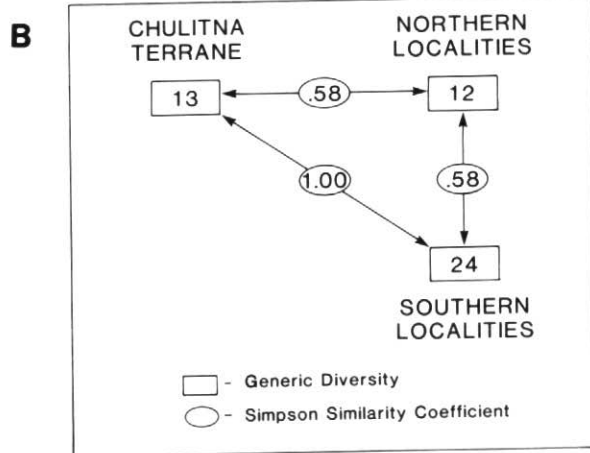 B
CHULITNA
TERRANE
NORTHERN
LOCALITIES
13
.58
12
1.00
.58
24
SOUTHERN
LOCALITIES
- Generic Diversity
- Simpson Similarity Coefficient